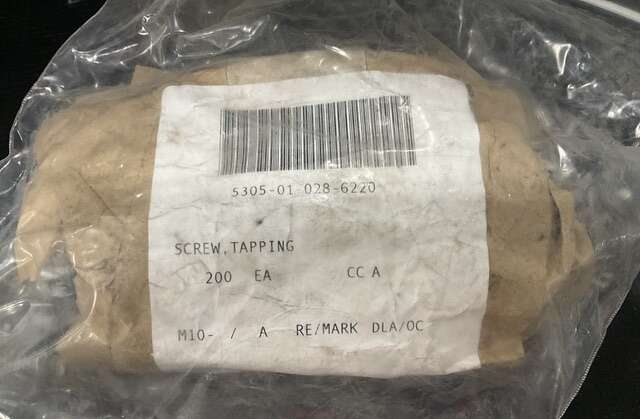 5305-01 028-6220
SCREW,TAPPING
200 EA CC A
M10- / A RE/MARK DLA/OC